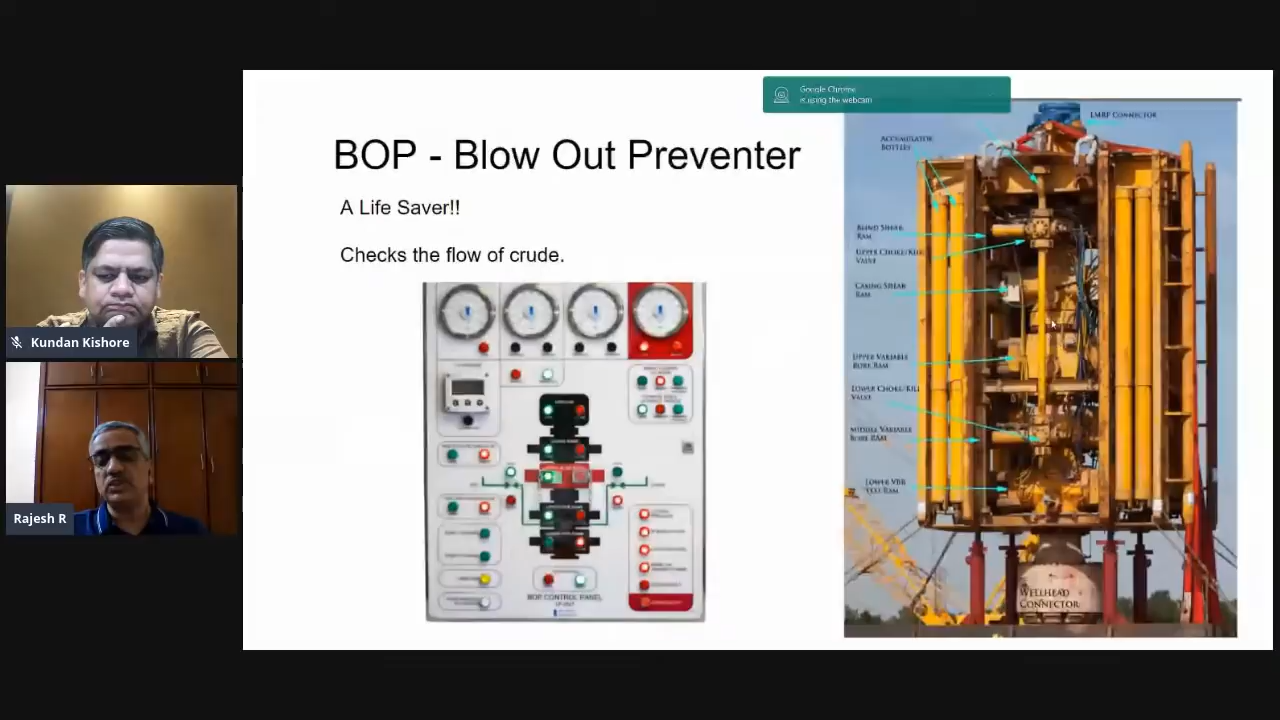 Kundan Kishore
Rajesh R
Google Chrome
is using the webcam
BOP - Blow Out Preventer
A Life Saver!!
Checks the flow of crude.
BOP CONTROL PANEL
LMRP CONNECTOR
ACCUMULATOR
BOTTLES
BLIND SHEAR
RAM
UPPER CHOKE/KILL
VALVE
CASING SHEAR
RAM
UPPER VARIABLE
BORE RAM
LOWER CHOKE/KILL
VALVE
MIDDLE VARIABLE
BORE RAM
LOWER VBR
TEST RAM
WELLHEAD
CONNECTOR